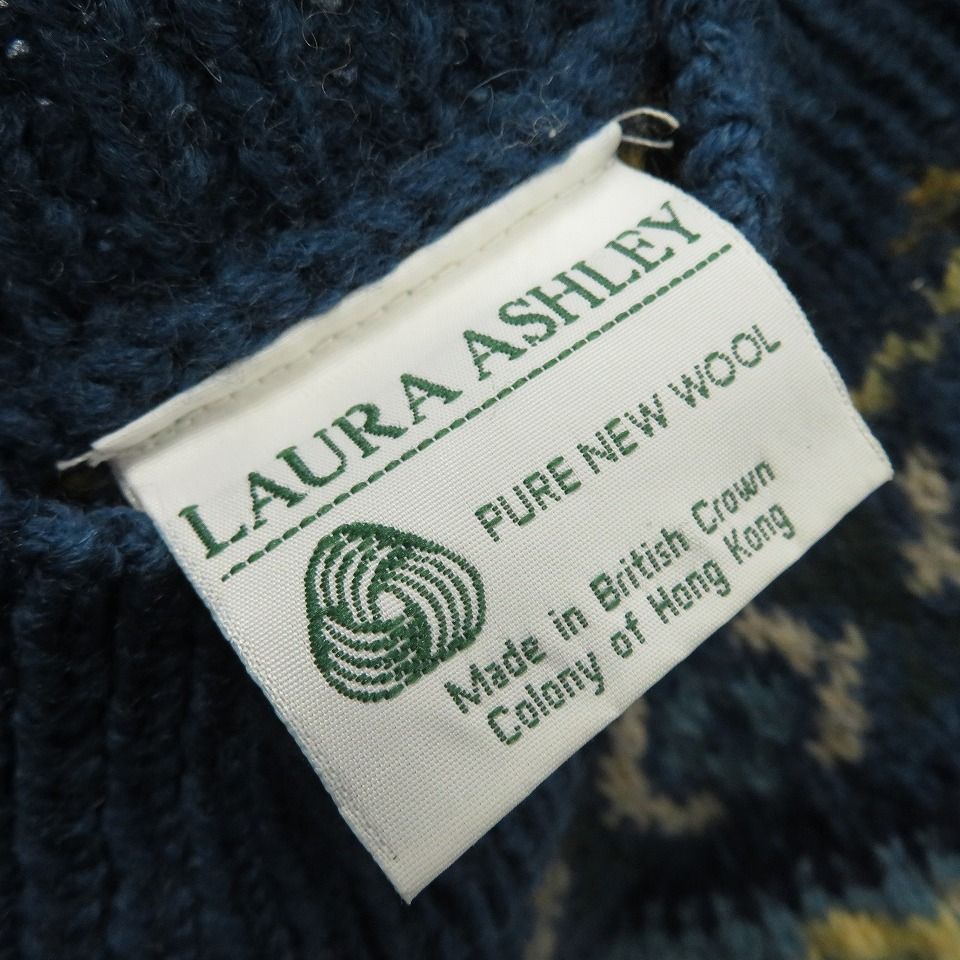 LAURA ASHLEY
PURE NEW WOOL
Made in British Crown
Colony of Hong Kong